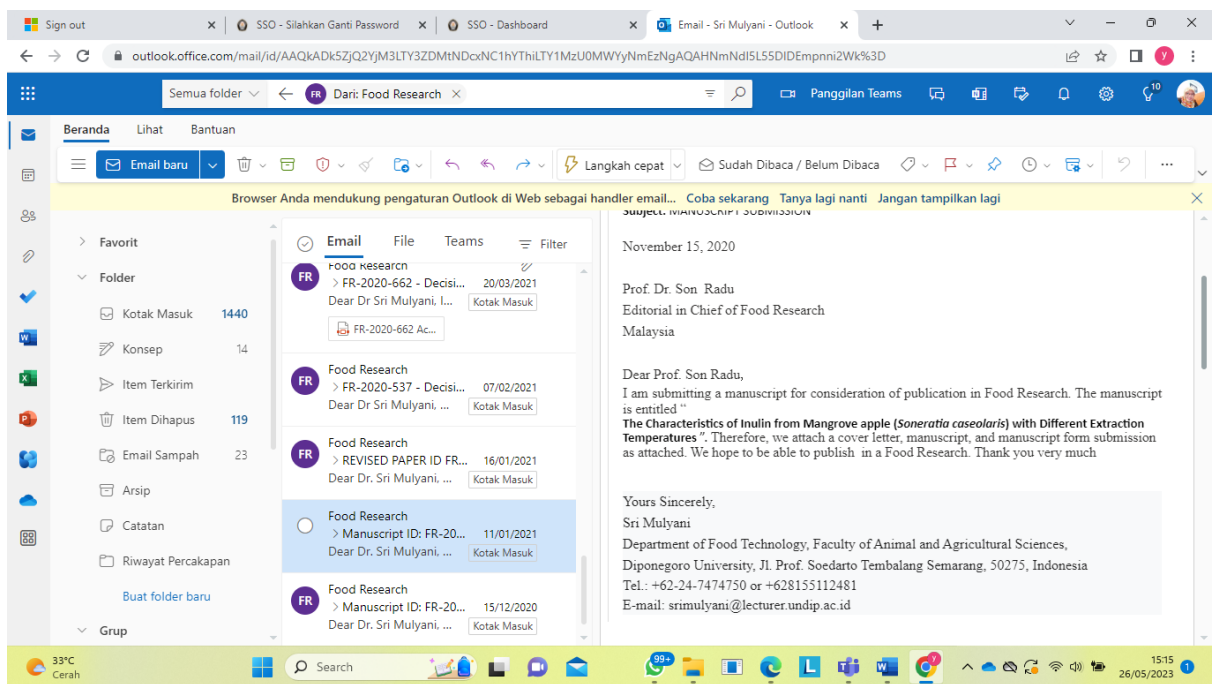 Sign out
SSO - Silahkan Ganti Password
SSO - Dashboard
Email - Sri Mulyani - Outlook
outlook.office.com/mail/id/AAQkADk5ZjQ2YjM3LTY3ZDMtNDcxNC1hYThiLTY1MzU0MWYyNmEzNgAQAHNmNdI5L55DIDEmpnni2Wk%3D
Y
Semua folder
FR Dari: Food Research
Panggilan Teams
10
Beranda Lihat Bantuan
Email baru
Langkah cepat
Sudah Dibaca / Belum Dibaca
Browser Anda mendukung pengaturan Outlook di Web sebagai handler email... Coba sekarang Tanya lagi nanti Jangan tampilkan lagi
Favorit
Folder
Kotak Masuk 1440
Konsep 14
Item Terkirim
Item Dihapus 119
Email Sampah 23
Arsip
Catatan
Riwayat Percakapan
Buat folder baru
Grup
Email File Teams Filter
Food Research
FR
> FR-2020-662 - Decisi... 20/03/2021
Dear Dr Sri Mulyani, I... Kotak Masuk
FR-2020-662 Ac...
Food Research
FR
> FR-2020-537 - Decisi... 07/02/2021
Dear Dr Sri Mulyani, ... Kotak Masuk
Food Research
FR
> REVISED PAPER ID FR... 16/01/2021
Dear Dr. Sri Mulyani, ... Kotak Masuk
Food Research
> Manuscript ID: FR-20... 11/01/2021
Dear Dr. Sri Mulyani, ... Kotak Masuk
Food Research
FR
> Manuscript ID: FR-20... 15/12/2020
Dear Dr. Sri Mulyani, ... Kotak Masuk
Subject: MANUSCRIPT SUBMISSION
November 15, 2020
Prof. Dr. Son Radu
Editorial in Chief of Food Research
Malaysia
Dear Prof. Son Radu,
I am submitting a manuscript for consideration of publication in Food Research. The manuscript
is entitled “
The Characteristics of Inulin from Mangrove apple (Soneratia caseolaris) with Different Extraction
Temperatures ”. Therefore, we attach a cover letter, manuscript, and manuscript form submission
as attached. We hope to be able to publish in a Food Research. Thank you very much
Yours Sincerely,
Sri Mulyani
Department of Food Technology, Faculty of Animal and Agricultural Sciences,
Diponegoro University, Jl. Prof. Soedarto Tembalang Semarang, 50275, Indonesia
Tel.: +62-24-7474750 or +628155112481
E-mail: srimulyani@lecturer.undip.ac.id
33°C
Cerah
Search
99+
15:15
26/05/2023
1